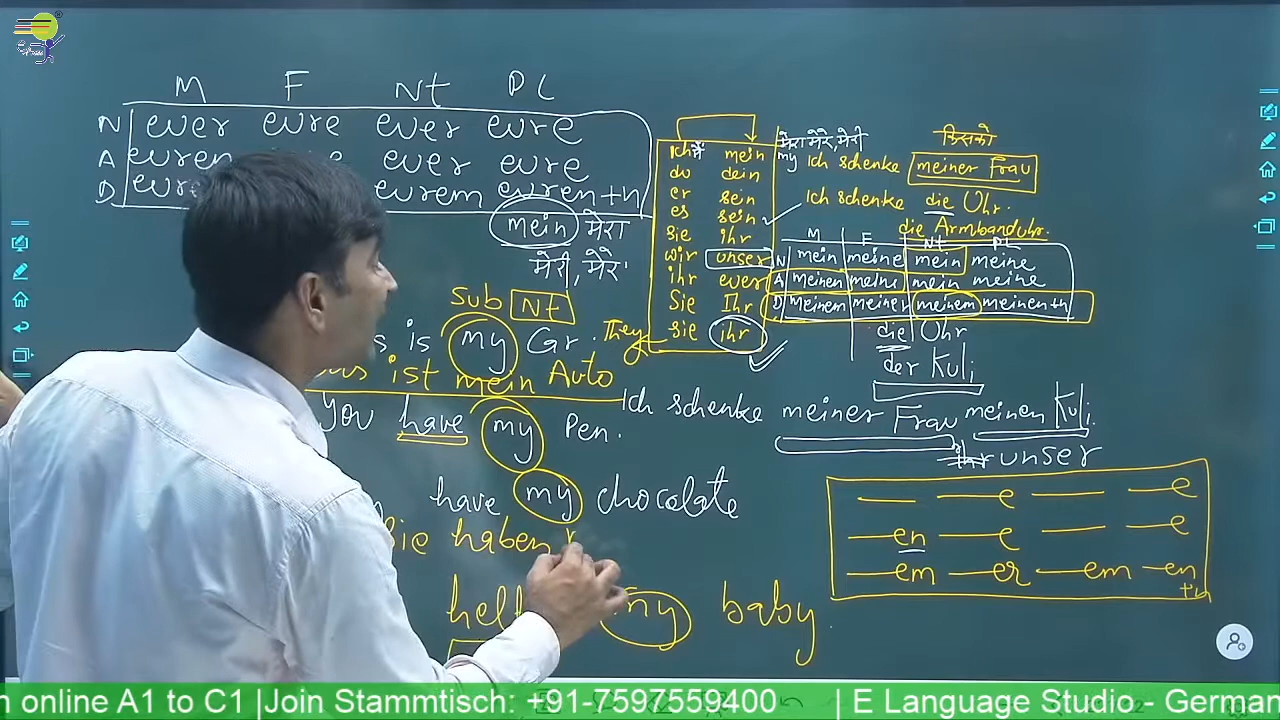 M F Nt PL
N euer eure euer eure
A euren euer eure
D eurem euren+n
mein मेरा
मेरी, मेरे
Sub Nt
is my Gr.
ist mein Auto
You have my Pen.
have my chocolate
Sie haben
my baby
ich मैं mein
du dein
er sein
es sein
sie ihr
wir unser
ihr euer
Sie Ihr
They sie ihr
मेरा मेरे, मेरी
किसको
my Ich schenke meiner Frau
Ich schenke die Uhr.
die Armbanduhr.
M F Nt PL
N mein meine mein meine
A meinen meine mein meine
D meinem meiner meinem meinen+n
die Uhr
der Kuli
Ich schenke meiner Frau meinen Kuli.
unser
e e
en e e
em er em en
+n
n online A1 to C1 |Join Stammtisch: +91-7597559400 | E Language Studio - German